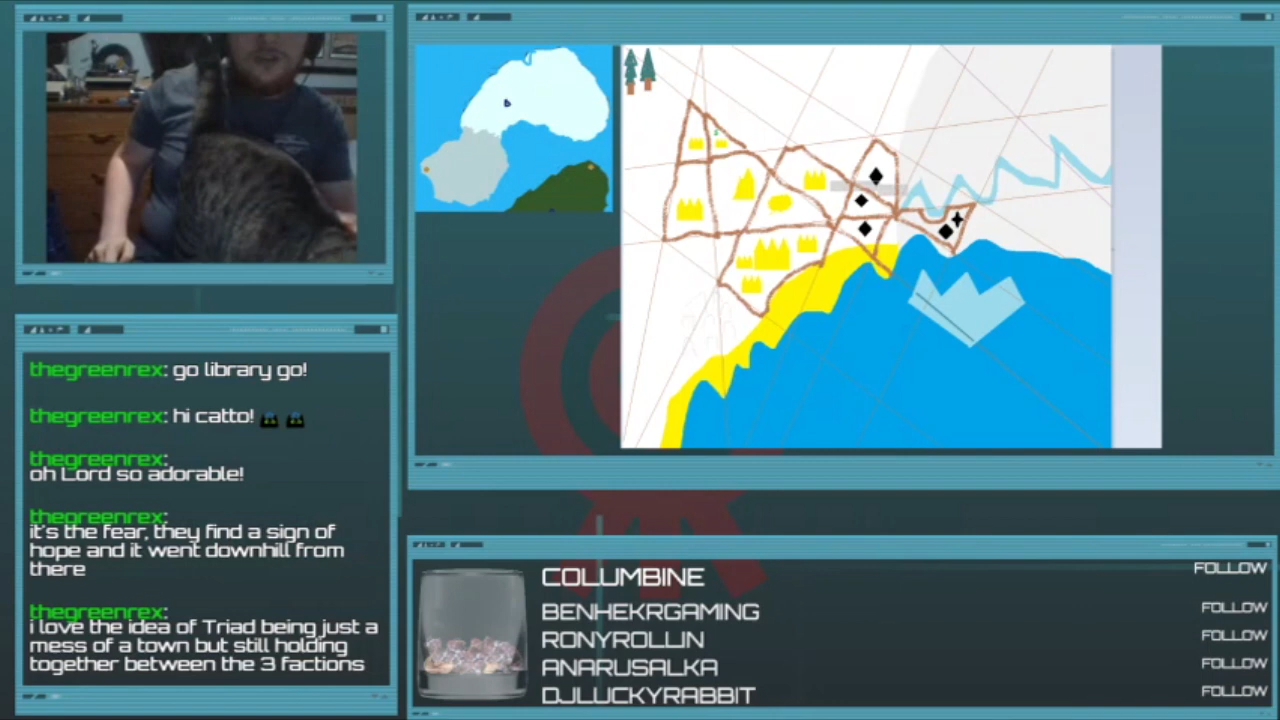 thegreenrex: go library go!
thegreenrex: hi catto!
thegreenrex:
oh Lord so adorable!
thegreenrex:
it's the fear, they find a sign of
hope and it went downhill from
there
thegreenrex:
i love the idea of Triad being just a
mess of a town but still holding
together between the 3 factions
COLUMBINE FOLLOW
BENHEKRGAMING FOLLOW
RONYROLLIN FOLLOW
ANARUSALKA FOLLOW
DJLUCKYRABBIT FOLLOW